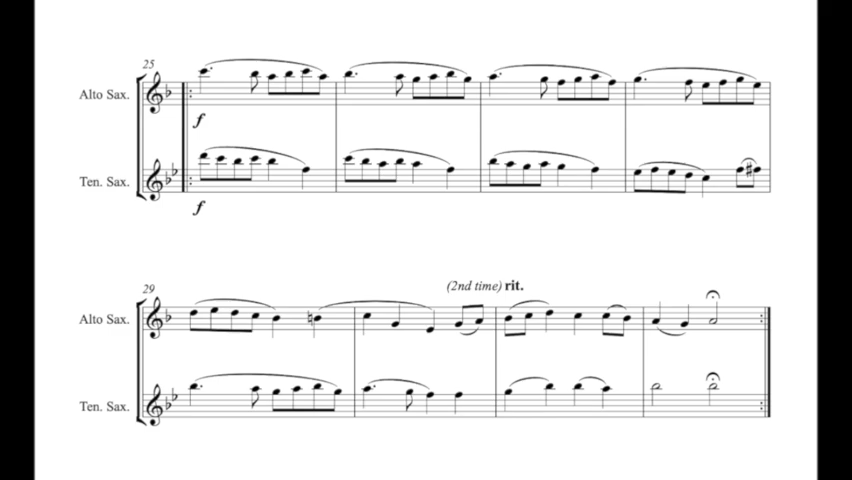 25
Alto Sax.
f
Ten. Sax.
f
(2nd time) rit.
29
Alto Sax.
Ten. Sax.